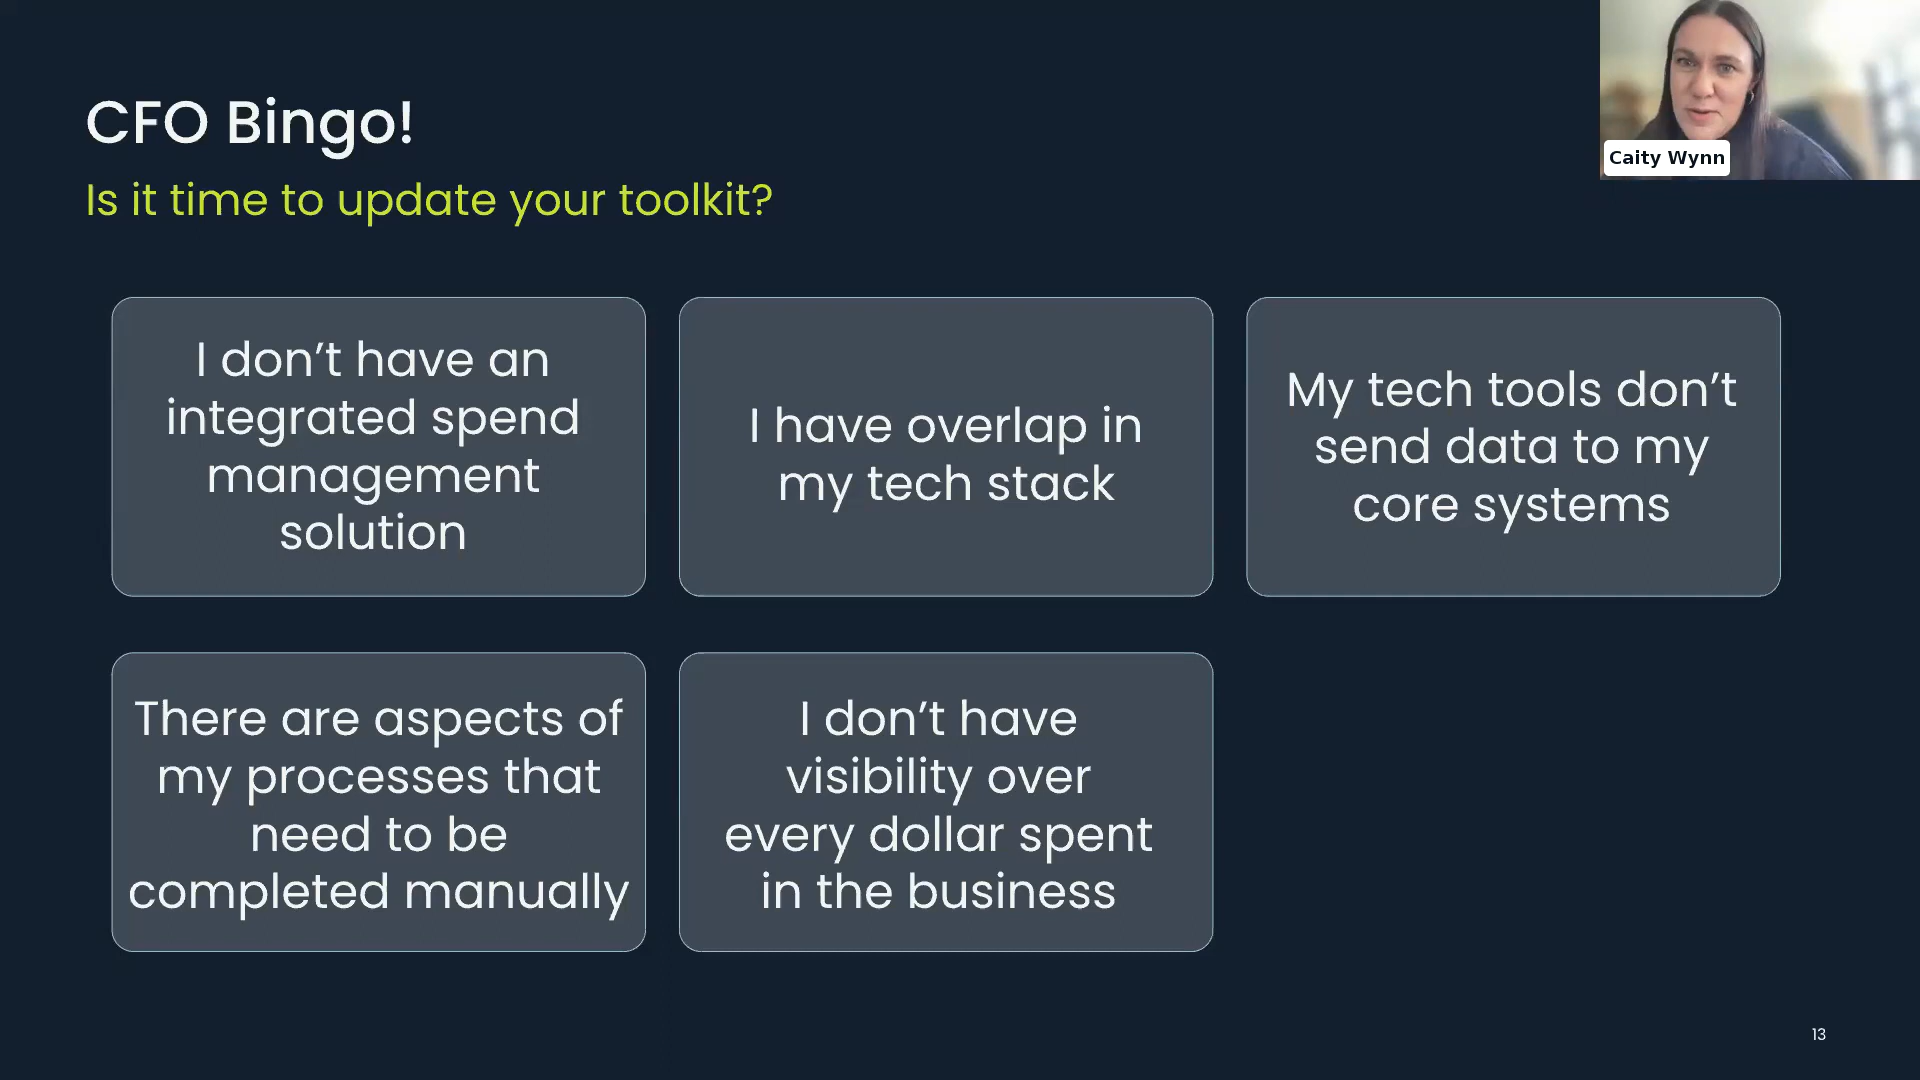 CFO Bingo!
Is it time to update your toolkit?
Caity Wynn
I don’t have an
integrated spend
management
solution
I have overlap in
my tech stack
My tech tools don’t
send data to my
core systems
There are aspects of
my processes that
need to be
completed manually
I don’t have
visibility over
every dollar spent
in the business
13